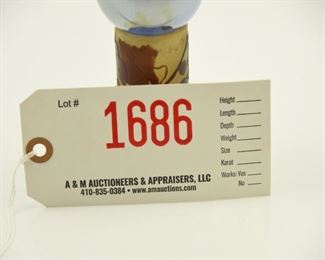 Lot #
1686
A & M AUCTIONEERS & APPRAISERS, LLC
410-835-0384 • www.amauctions.com
Height
Length
Depth
Weight
Size
Karat
Works: Yes
No